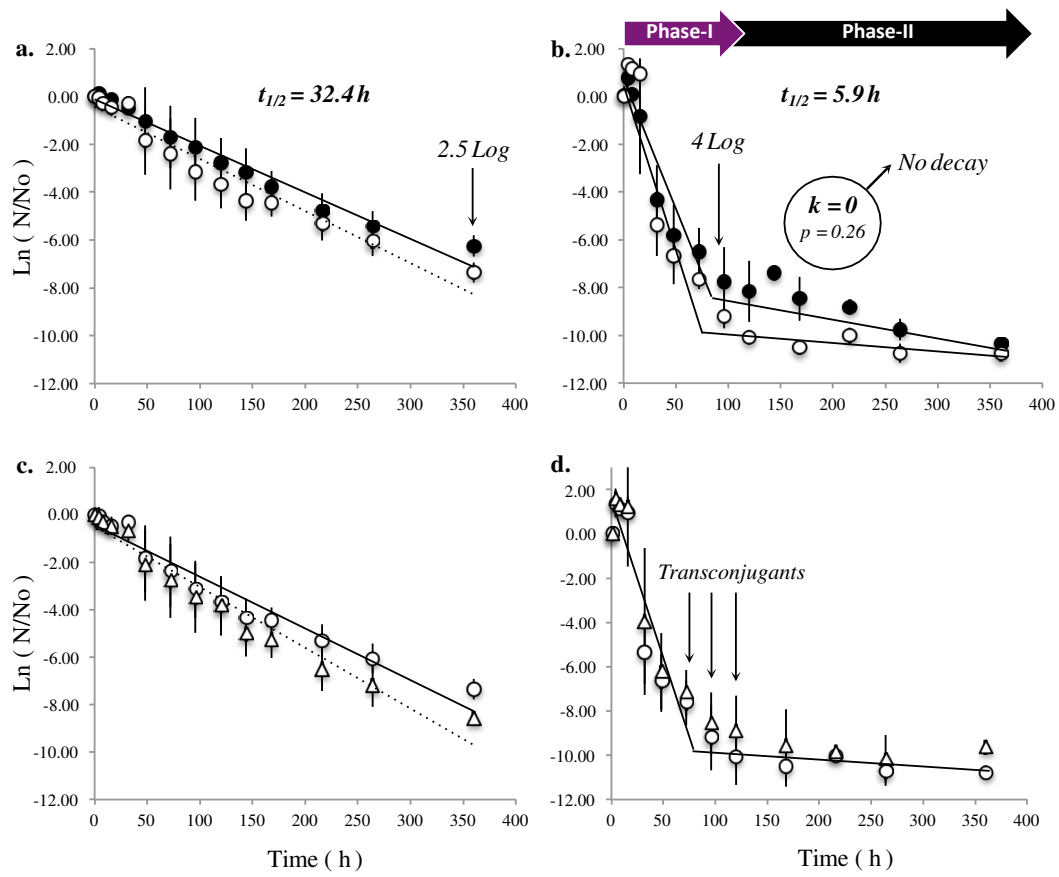 Phase-I
Phase-II
a.
2.00
0.00
-2.00
-4.00
-6.00
-8.00
-10.00
-12.00
Ln ( N/No )
t1/2 = 32.4 h
2.5 Log
0 50 100 150 200 250 300 350 400
b.
2.00
0.00
-2.00
-4.00
-6.00
-8.00
-10.00
-12.00
t1/2 = 5.9 h
4 Log
No decay
k = 0
p = 0.26
0 50 100 150 200 250 300 350 400
c.
2.00
0.00
-2.00
-4.00
-6.00
-8.00
-10.00
-12.00
Ln ( N/No )
0 50 100 150 200 250 300 350 400
Time ( h )
d.
2.00
0.00
-2.00
-4.00
-6.00
-8.00
-10.00
-12.00
Transconjugants
0 50 100 150 200 250 300 350 400
Time ( h )